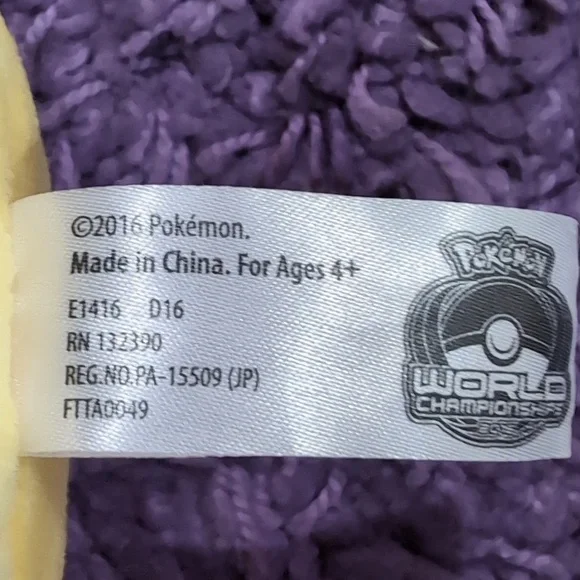 ©2016 Pokémon.
Made in China. For Ages 4+
E1416 D16
RN 132390
REG.NO.PA-15509 (JP)
FTTA0049
POKéMON
WORLD
CHAMPIONSHIPS